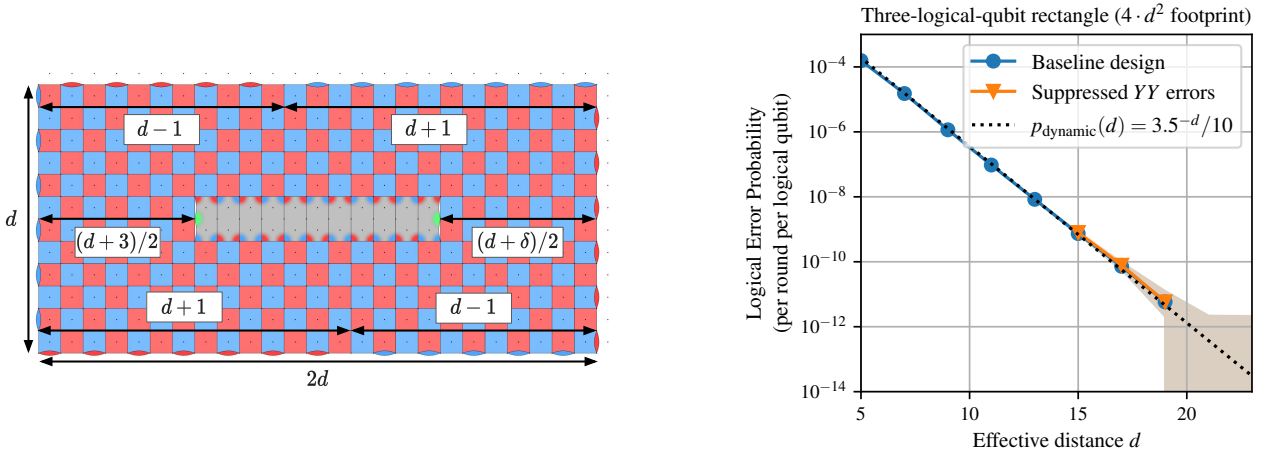 d − 1
d + 1
d
(d + 3)/2
(d + δ)/2
d + 1
d − 1
2d
Three-logical-qubit rectangle (4 · d² footprint)
Logical Error Probability
(per round per logical qubit)
10⁻⁴
10⁻⁶
10⁻⁸
10⁻¹⁰
10⁻¹²
10⁻¹⁴
Baseline design
Suppressed YY errors
p_dynamic(d) = 3.5⁻ᵈ/10
5
10
15
20
Effective distance d